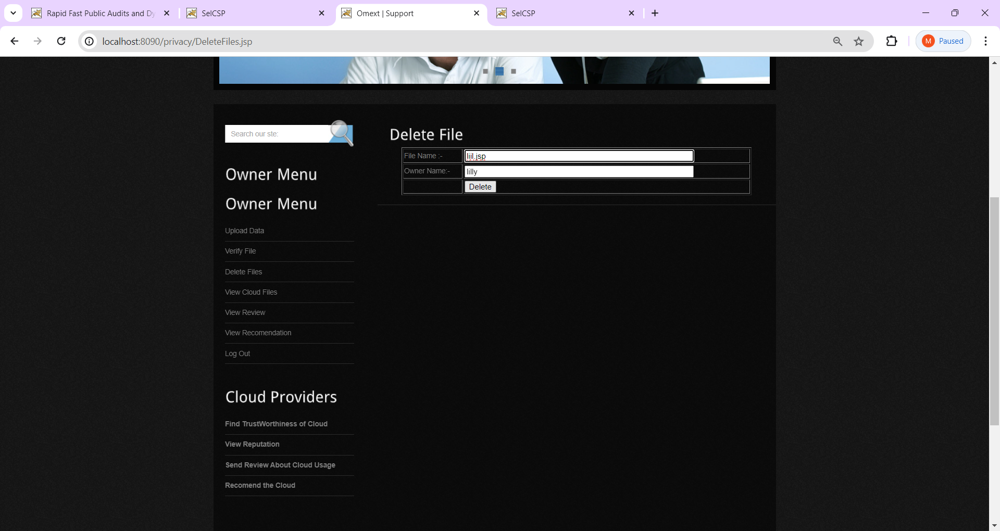 Rapid Fast Public Audits and Dy
SelCSP
Omext | Support
SelCSP
localhost:8090/privacy/DeleteFiles.jsp
M Paused
Search our ste:
Owner Menu
Owner Menu
Upload Data
Verify File
Delete Files
View Cloud Files
View Review
View Recomendation
Log Out
Cloud Providers
Find TrustWorthiness of Cloud
View Reputation
Send Review About Cloud Usage
Recomend the Cloud
Delete File
File Name :- liil.jsp
Owner Name:- lilly
Delete